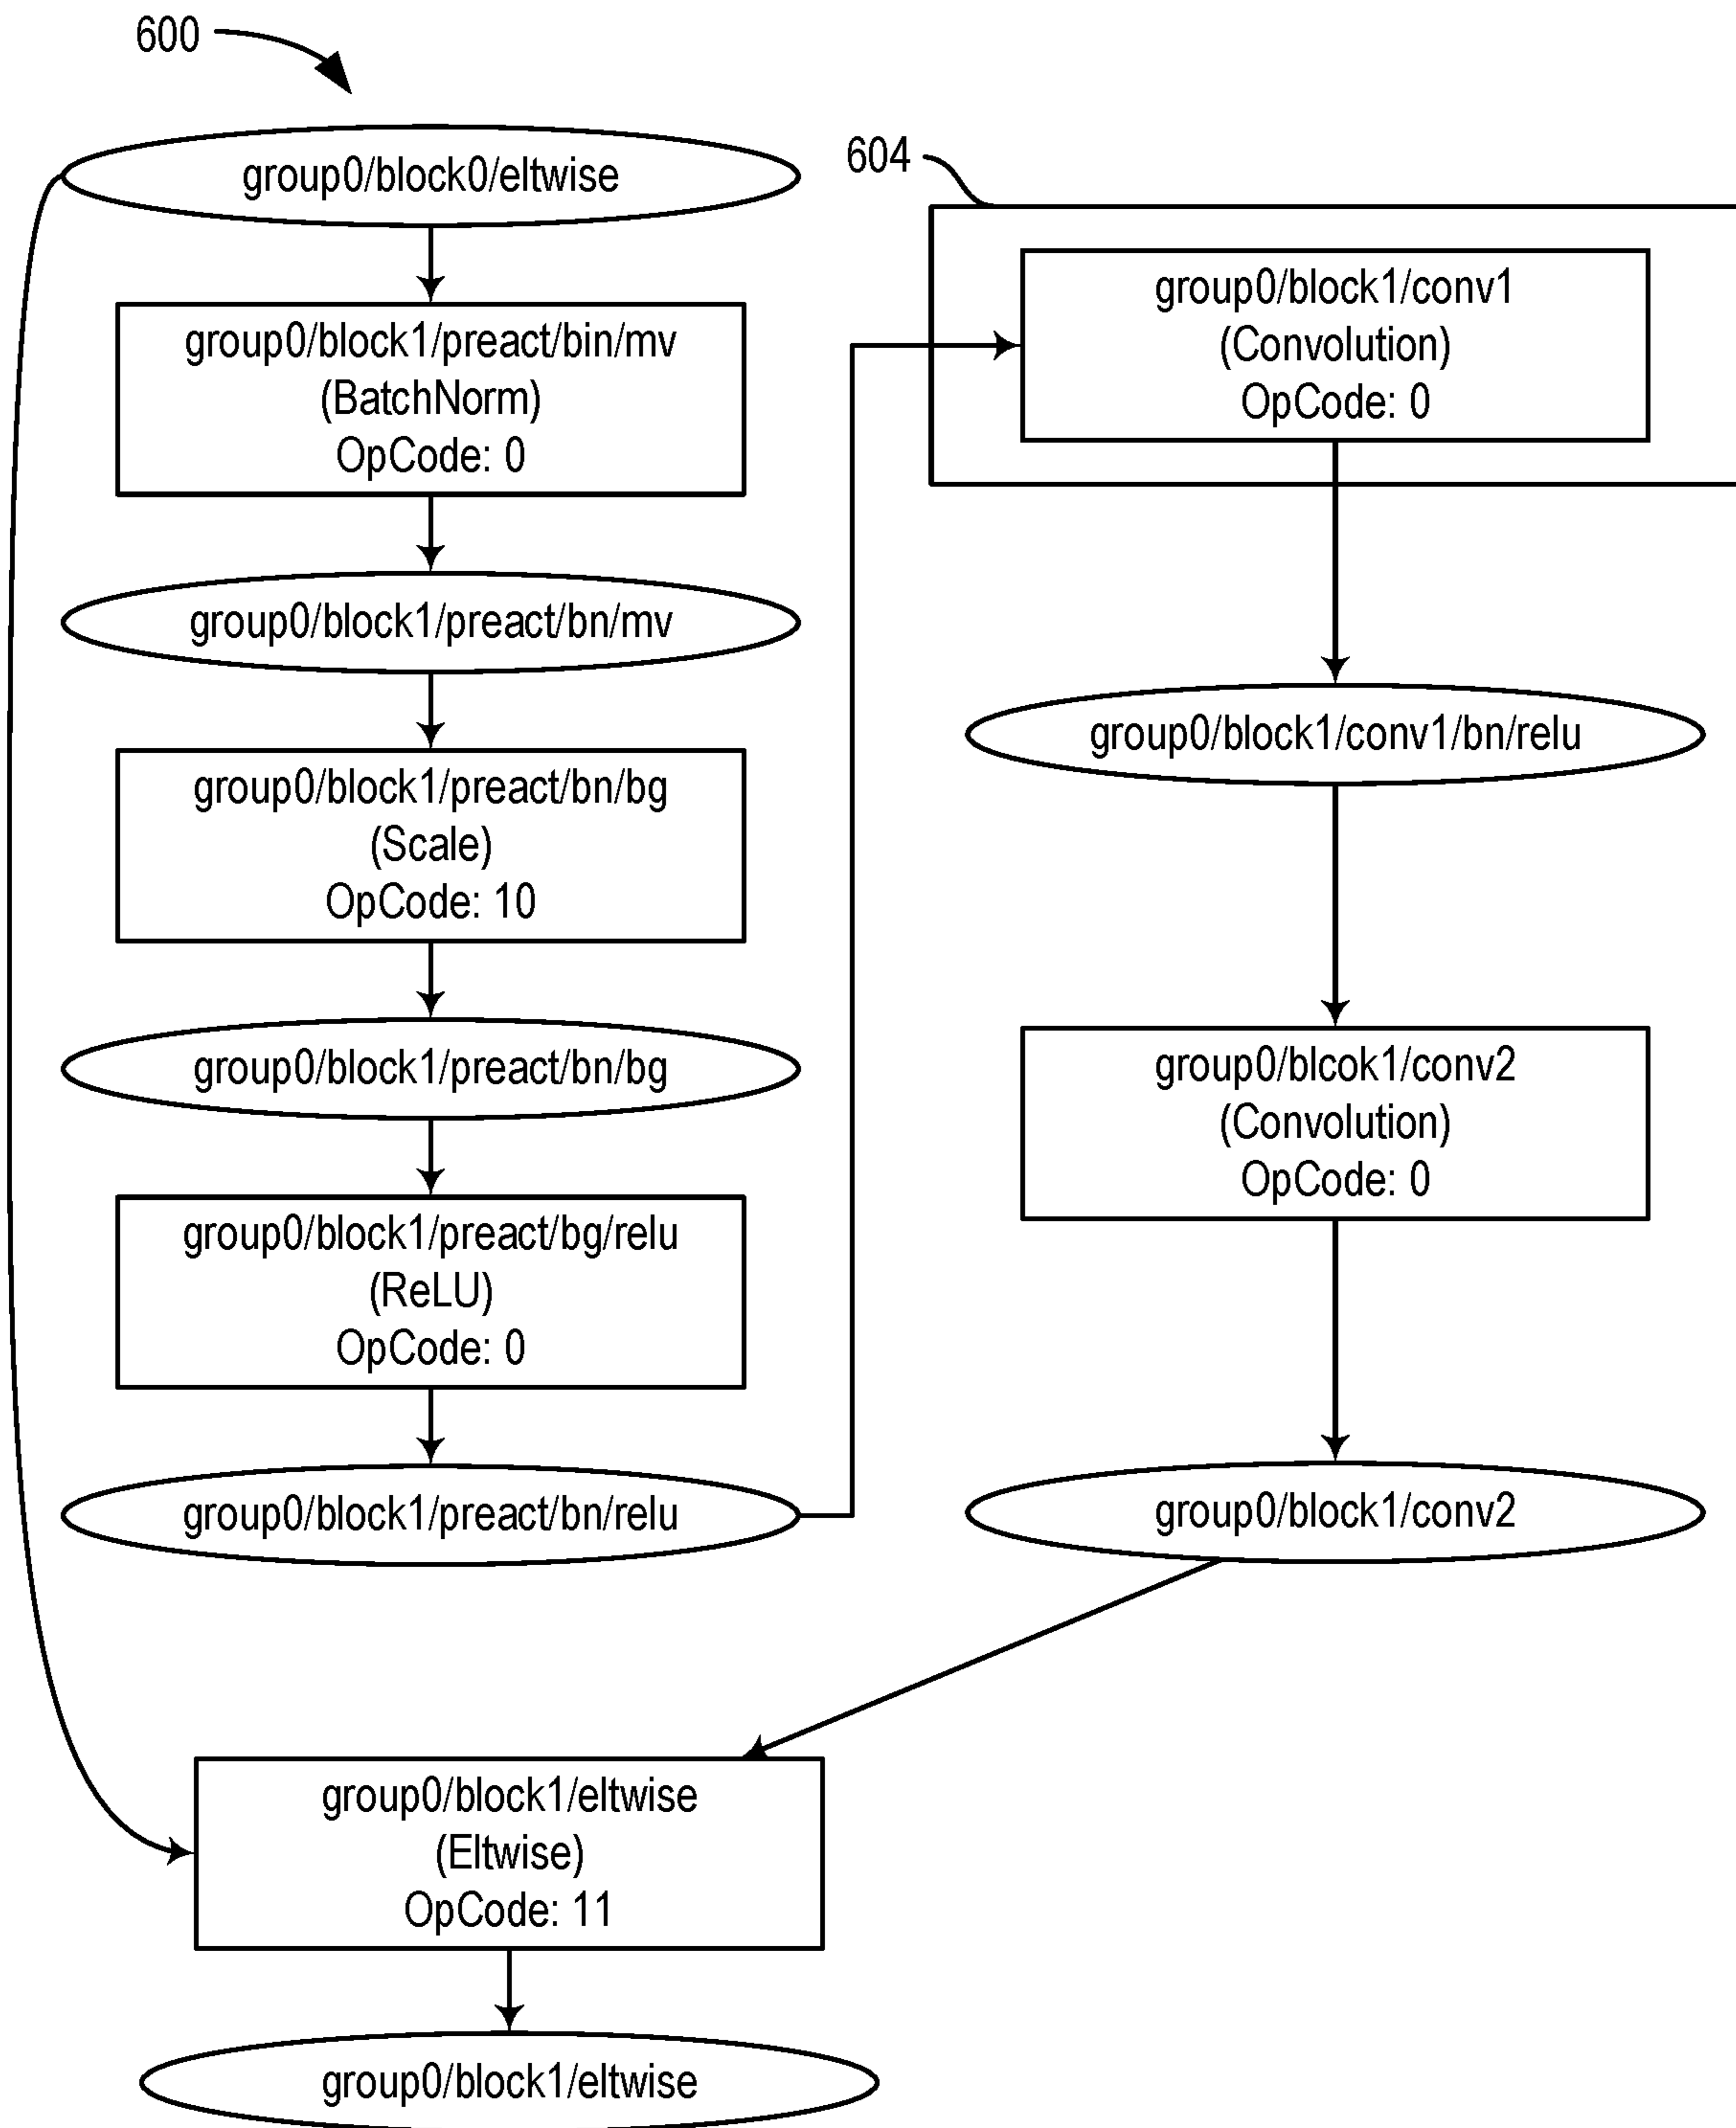 600
group0/block0/eltwise
group0/block1/preact/bin/mv
(BatchNorm)
OpCode: 0
group0/block1/preact/bn/mv
group0/block1/preact/bn/bg
(Scale)
OpCode: 10
group0/block1/preact/bn/bg
group0/block1/preact/bg/relu
(ReLU)
OpCode: 0
group0/block1/preact/bn/relu
604
group0/block1/conv1
(Convolution)
OpCode: 0
group0/block1/conv1/bn/relu
group0/blcok1/conv2
(Convolution)
OpCode: 0
group0/block1/conv2
group0/block1/eltwise
(Eltwise)
OpCode: 11
group0/block1/eltwise